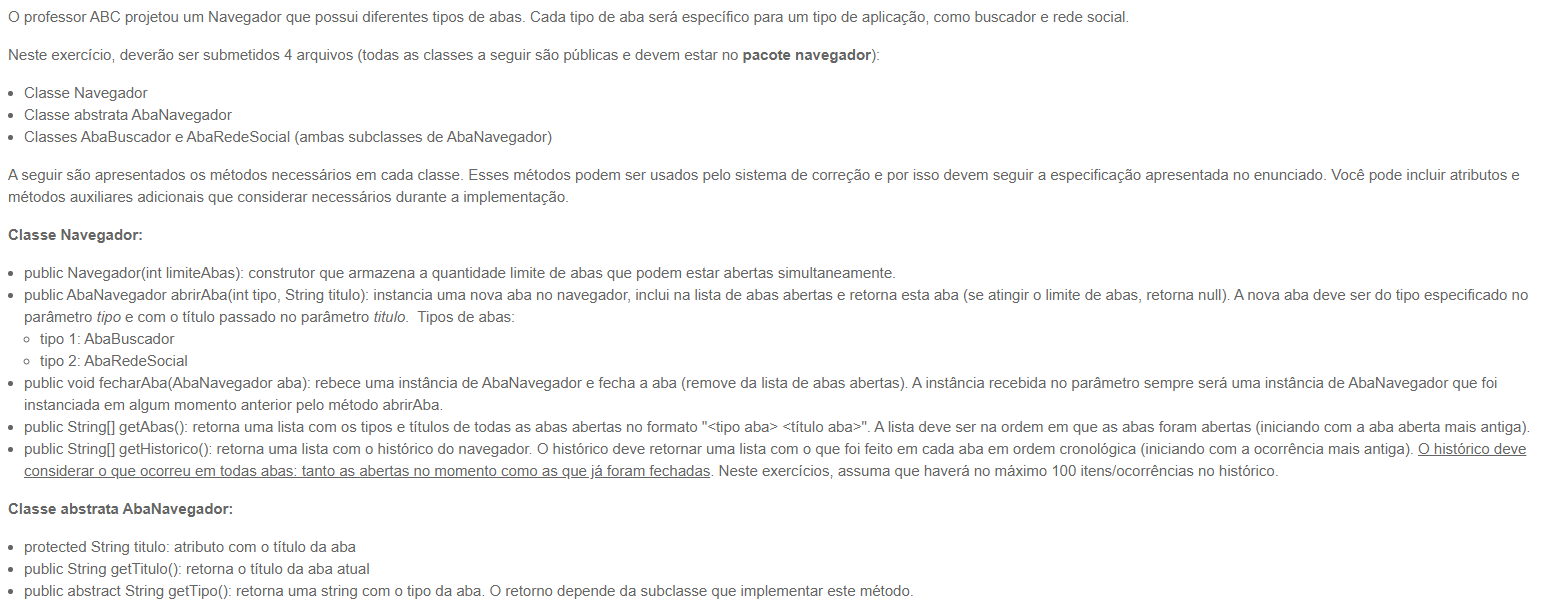 O professor ABC projetou um Navegador que possui diferentes tipos de abas. Cada tipo de aba será específico para um tipo de aplicação, como buscador e rede social.
Neste exercício, deverão ser submetidos 4 arquivos (todas as classes a seguir são públicas e devem estar no pacote navegador):
• Classe Navegador
• Classe abstrata AbaNavegador
• Classes AbaBuscador e AbaRedeSocial (ambas subclasses de AbaNavegador)
A seguir são apresentados os métodos necessários em cada classe. Esses métodos podem ser usados pelo sistema de correção e por isso devem seguir a especificação apresentada no enunciado. Você pode incluir atributos e
métodos auxiliares adicionais que considerar necessários durante a implementação.
Classe Navegador:
• public Navegador(int limiteAbas): construtor que armazena a quantidade limite de abas que podem estar abertas simultaneamente.
• public AbaNavegador abrirAba(int tipo, String titulo): instancia uma nova aba no navegador, inclui na lista de abas abertas e retorna esta aba (se atingir o limite de abas, retorna null). A nova aba deve ser do tipo especificado no
parâmetro tipo e com o título passado no parâmetro titulo. Tipos de abas:
◦ tipo 1: AbaBuscador
◦ tipo 2: AbaRedeSocial
• public void fecharAba(AbaNavegador aba): rebece uma instância de AbaNavegador e fecha a aba (remove da lista de abas abertas). A instância recebida no parâmetro sempre será uma instância de AbaNavegador que foi
instanciada em algum momento anterior pelo método abrirAba.
• public String[] getAbas(): retorna uma lista com os tipos e títulos de todas as abas abertas no formato "<tipo aba> <título aba>". A lista deve ser na ordem em que as abas foram abertas (iniciando com a aba aberta mais antiga).
• public String[] getHistorico(): retorna uma lista com o histórico do navegador. O histórico deve retornar uma lista com o que foi feito em cada aba em ordem cronológica (iniciando com a ocorrência mais antiga). O histórico deve
considerar o que ocorreu em todas abas: tanto as abertas no momento como as que já foram fechadas. Neste exercícios, assuma que haverá no máximo 100 itens/ocorrências no histórico.
Classe abstrata AbaNavegador:
• protected String titulo: atributo com o título da aba
• public String getTitulo(): retorna o título da aba atual
• public abstract String getTipo(): retorna uma string com o tipo da aba. O retorno depende da subclasse que implementar este método.